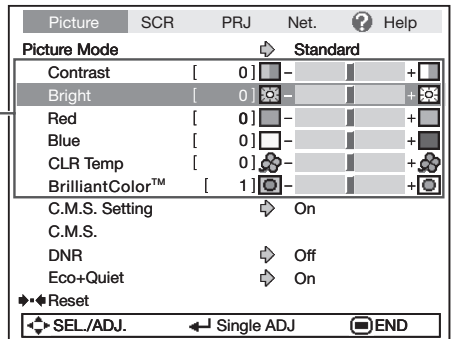 Picture SCR PRJ Net. ? Help
Picture Mode Standard
Contrast [ 0 ] - +
Bright [ 0 ] - +
Red [ 0 ] - +
Blue [ 0 ] - +
CLR Temp [ 0 ] - +
BrilliantColor™ [ 1 ] - +
C.M.S. Setting On
C.M.S.
DNR Off
Eco+Quiet On
Reset
SEL./ADJ. Single ADJ END